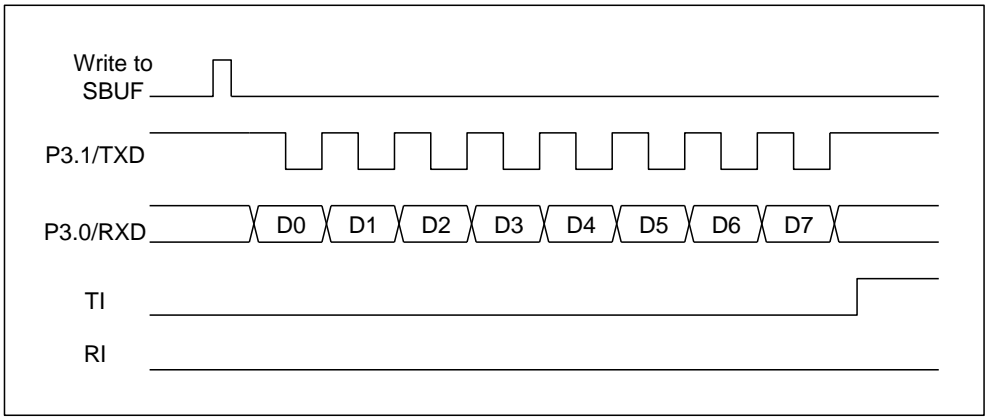 Write to
SBUF
P3.1/TXD
P3.0/RXD
D0 D1 D2 D3 D4 D5 D6 D7
TI
RI